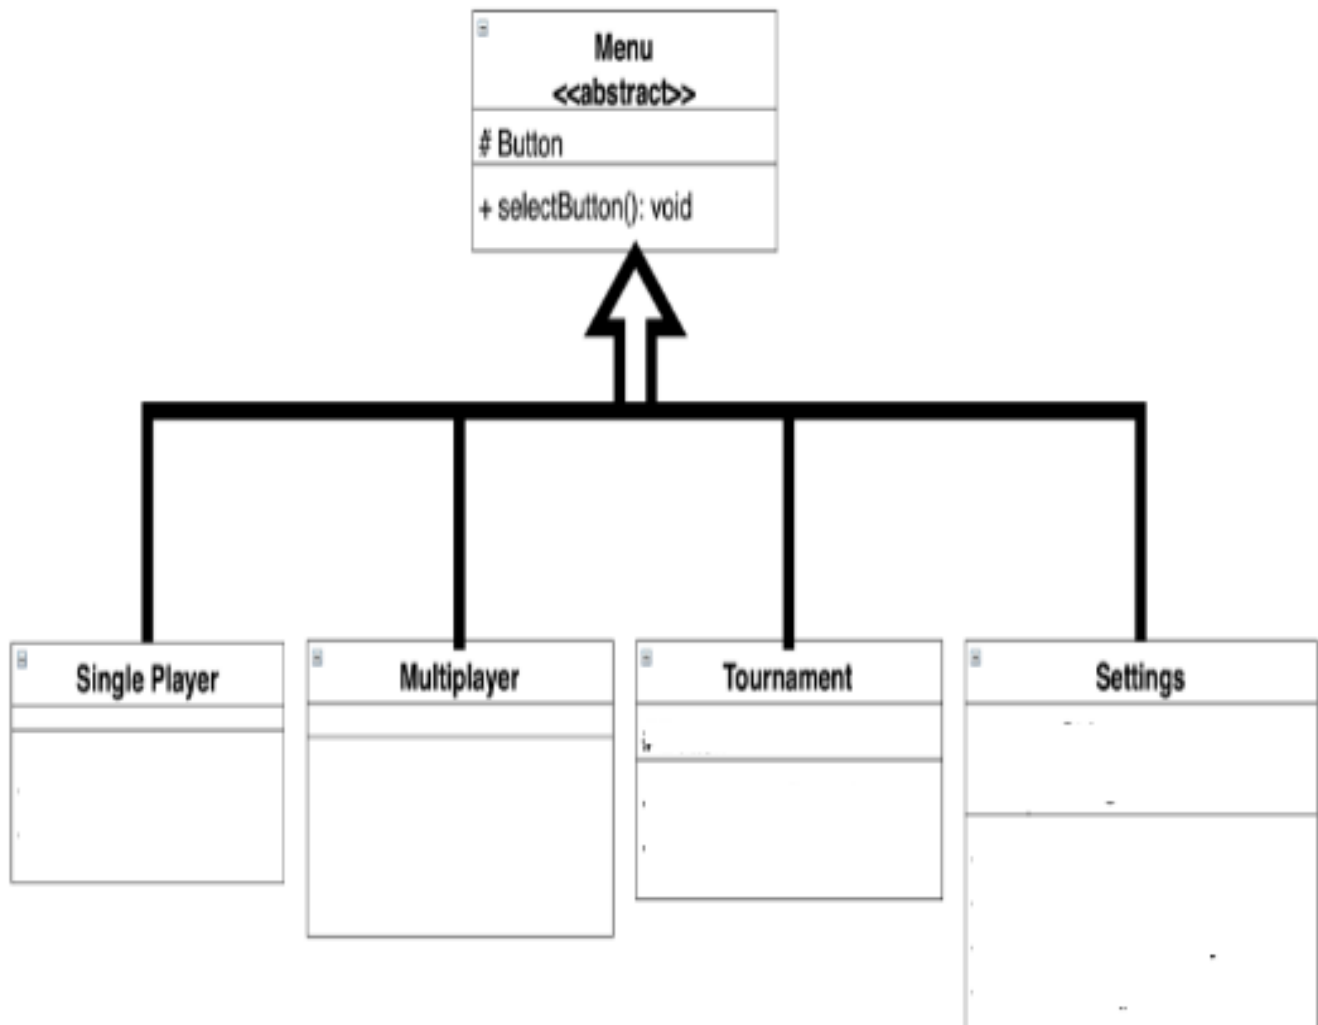 Menu
<<abstract>>
# Button
+ selectButton(): void
Single Player
Multiplayer
Tournament
Settings